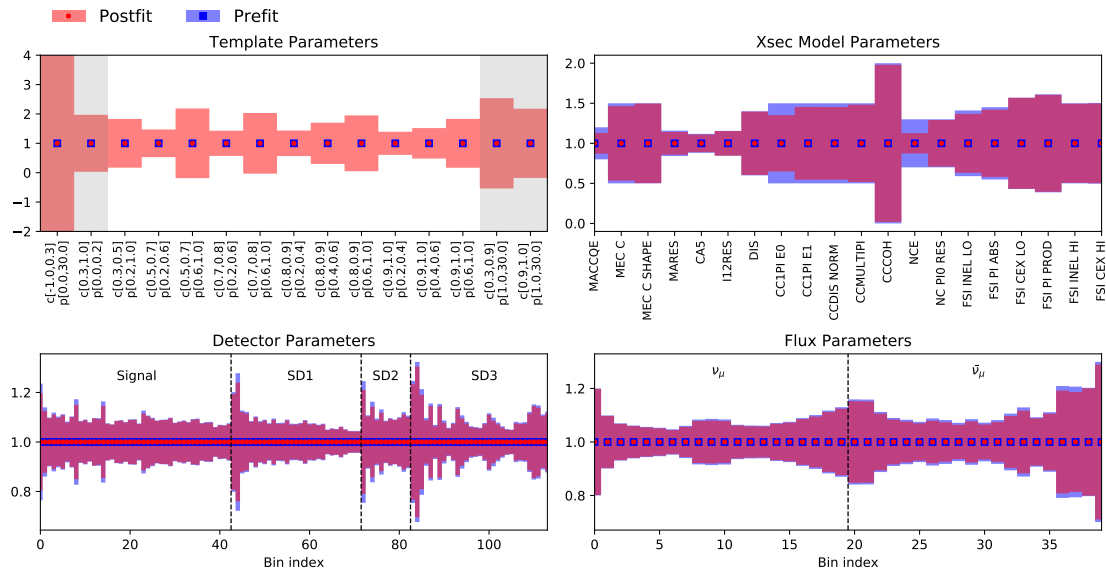 Postfit Prefit
Template Parameters
4
3
2
1
0
−1
−2
c[-1.0,0.3]
p[0.0,30.0]
c[0.3,1.0]
p[0.0,0.2]
c[0.3,0.5]
p[0.2,1.0]
c[0.5,0.7]
p[0.2,0.6]
c[0.5,0.7]
p[0.6,1.0]
c[0.7,0.8]
p[0.2,0.6]
c[0.7,0.8]
p[0.6,1.0]
c[0.8,0.9]
p[0.2,0.4]
c[0.8,0.9]
p[0.4,0.6]
c[0.8,0.9]
p[0.6,1.0]
c[0.9,1.0]
p[0.2,0.4]
c[0.9,1.0]
p[0.4,0.6]
c[0.9,1.0]
p[0.6,1.0]
c[0.3,0.9]
p[1.0,30.0]
c[0.9,1.0]
p[1.0,30.0]
Xsec Model Parameters
2.0
1.5
1.0
0.5
0.0
MACCQE
MEC C
MEC C SHAPE
MARES
CA5
I12RES
DIS
CC1PI E0
CC1PI E1
CCDIS NORM
CCMULTIPI
CCCOH
NCE
NC PI0 RES
FSI INEL LO
FSI PI ABS
FSI CEX LO
FSI PI PROD
FSI INEL HI
FSI CEX HI
Detector Parameters
Signal SD1 SD2 SD3
1.2
1.0
0.8
0 20 40 60 80 100
Bin index
Flux Parameters
νμ ν̄μ
1.2
1.0
0.8
0 5 10 15 20 25 30 35
Bin index